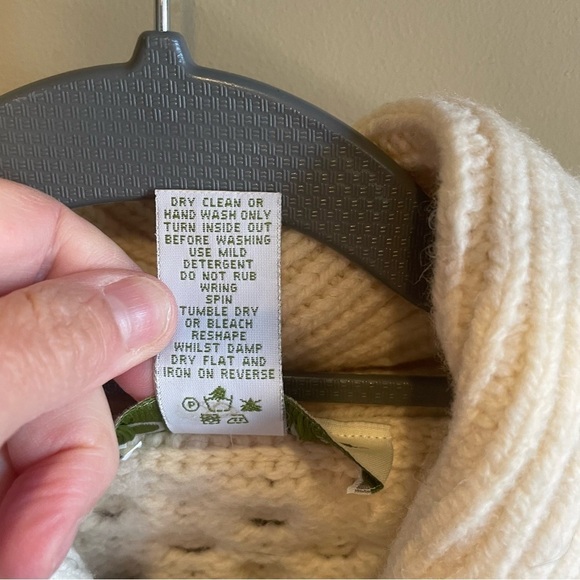 DRY CLEAN OR
HAND WASH ONLY
TURN INSIDE OUT
BEFORE WASHING
USE MILD
DETERGENT
DO NOT RUB
WRING
SPIN
TUMBLE DRY
OR BLEACH
RESHAPE
WHILST DAMP
DRY FLAT AND
IRON ON REVERSE
P